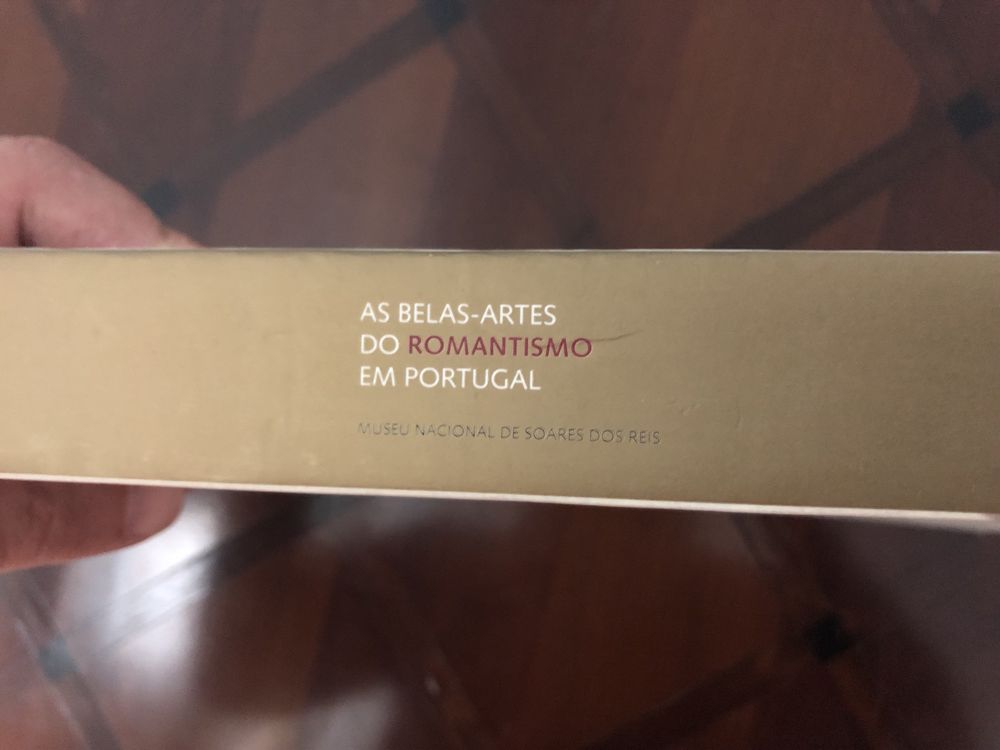 AS BELAS-ARTES
DO ROMANTISMO
EM PORTUGAL
MUSEU NACIONAL DE SOARES DOS REIS